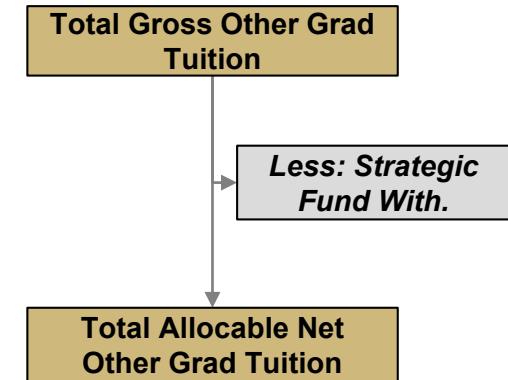 Total Gross Other Grad
Tuition
Less: Strategic
Fund With.
Total Allocable Net
Other Grad Tuition